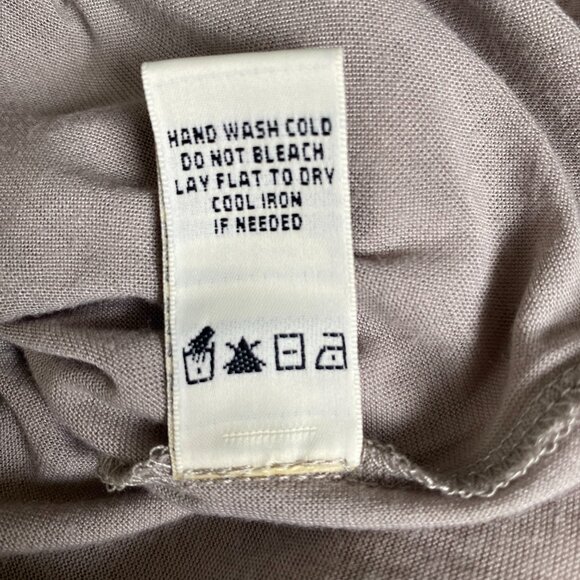 HAND WASH COLD
DO NOT BLEACH
LAY FLAT TO DRY
COOL IRON
IF NEEDED